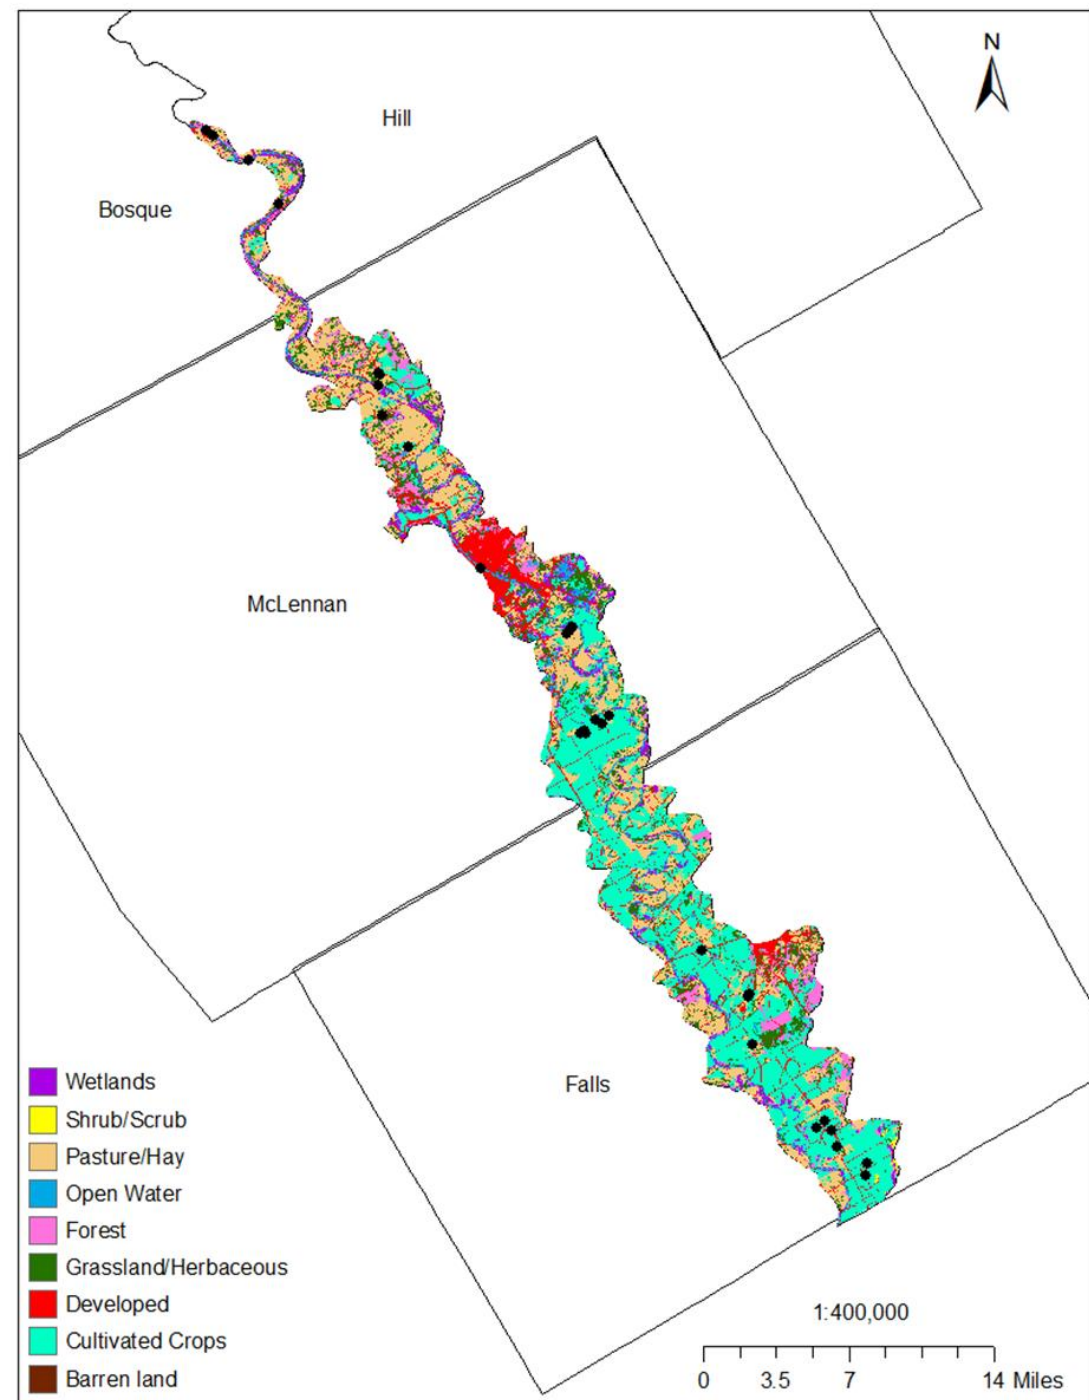 N
Hill
Bosque
McLennan
Falls
Wetlands
Shrub/Scrub
Pasture/Hay
Open Water
Forest
Grassland/Herbaceous
Developed
Cultivated Crops
Barren land
1:400,000
0 3.5 7 14 Miles